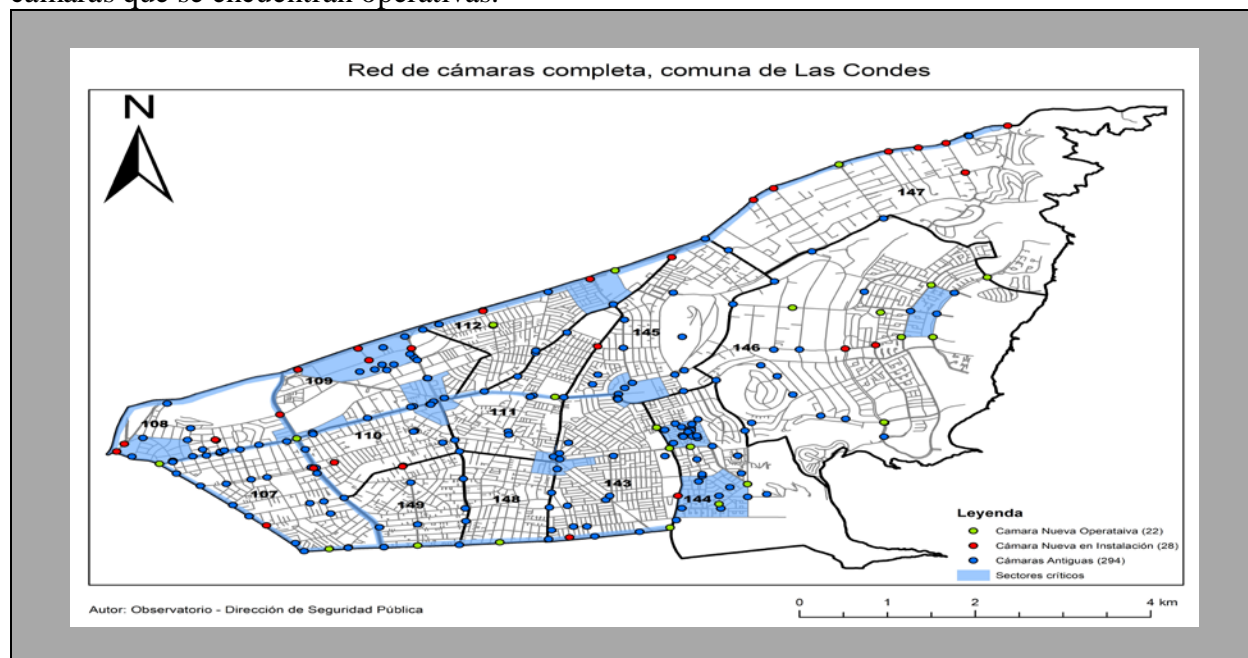 cámaras que se encuentran operativas.
Red de cámaras completa, comuna de Las Condes
N
147
112
145
146
109
108
111
110
107
149
148
143
144
Leyenda
Camara Nueva Operataiva (22)
Cámara Nueva en Instalación (28)
Cámaras Antiguas (294)
Sectores críticos
Autor: Observatorio - Dirección de Seguridad Pública
0 1 2 4 km